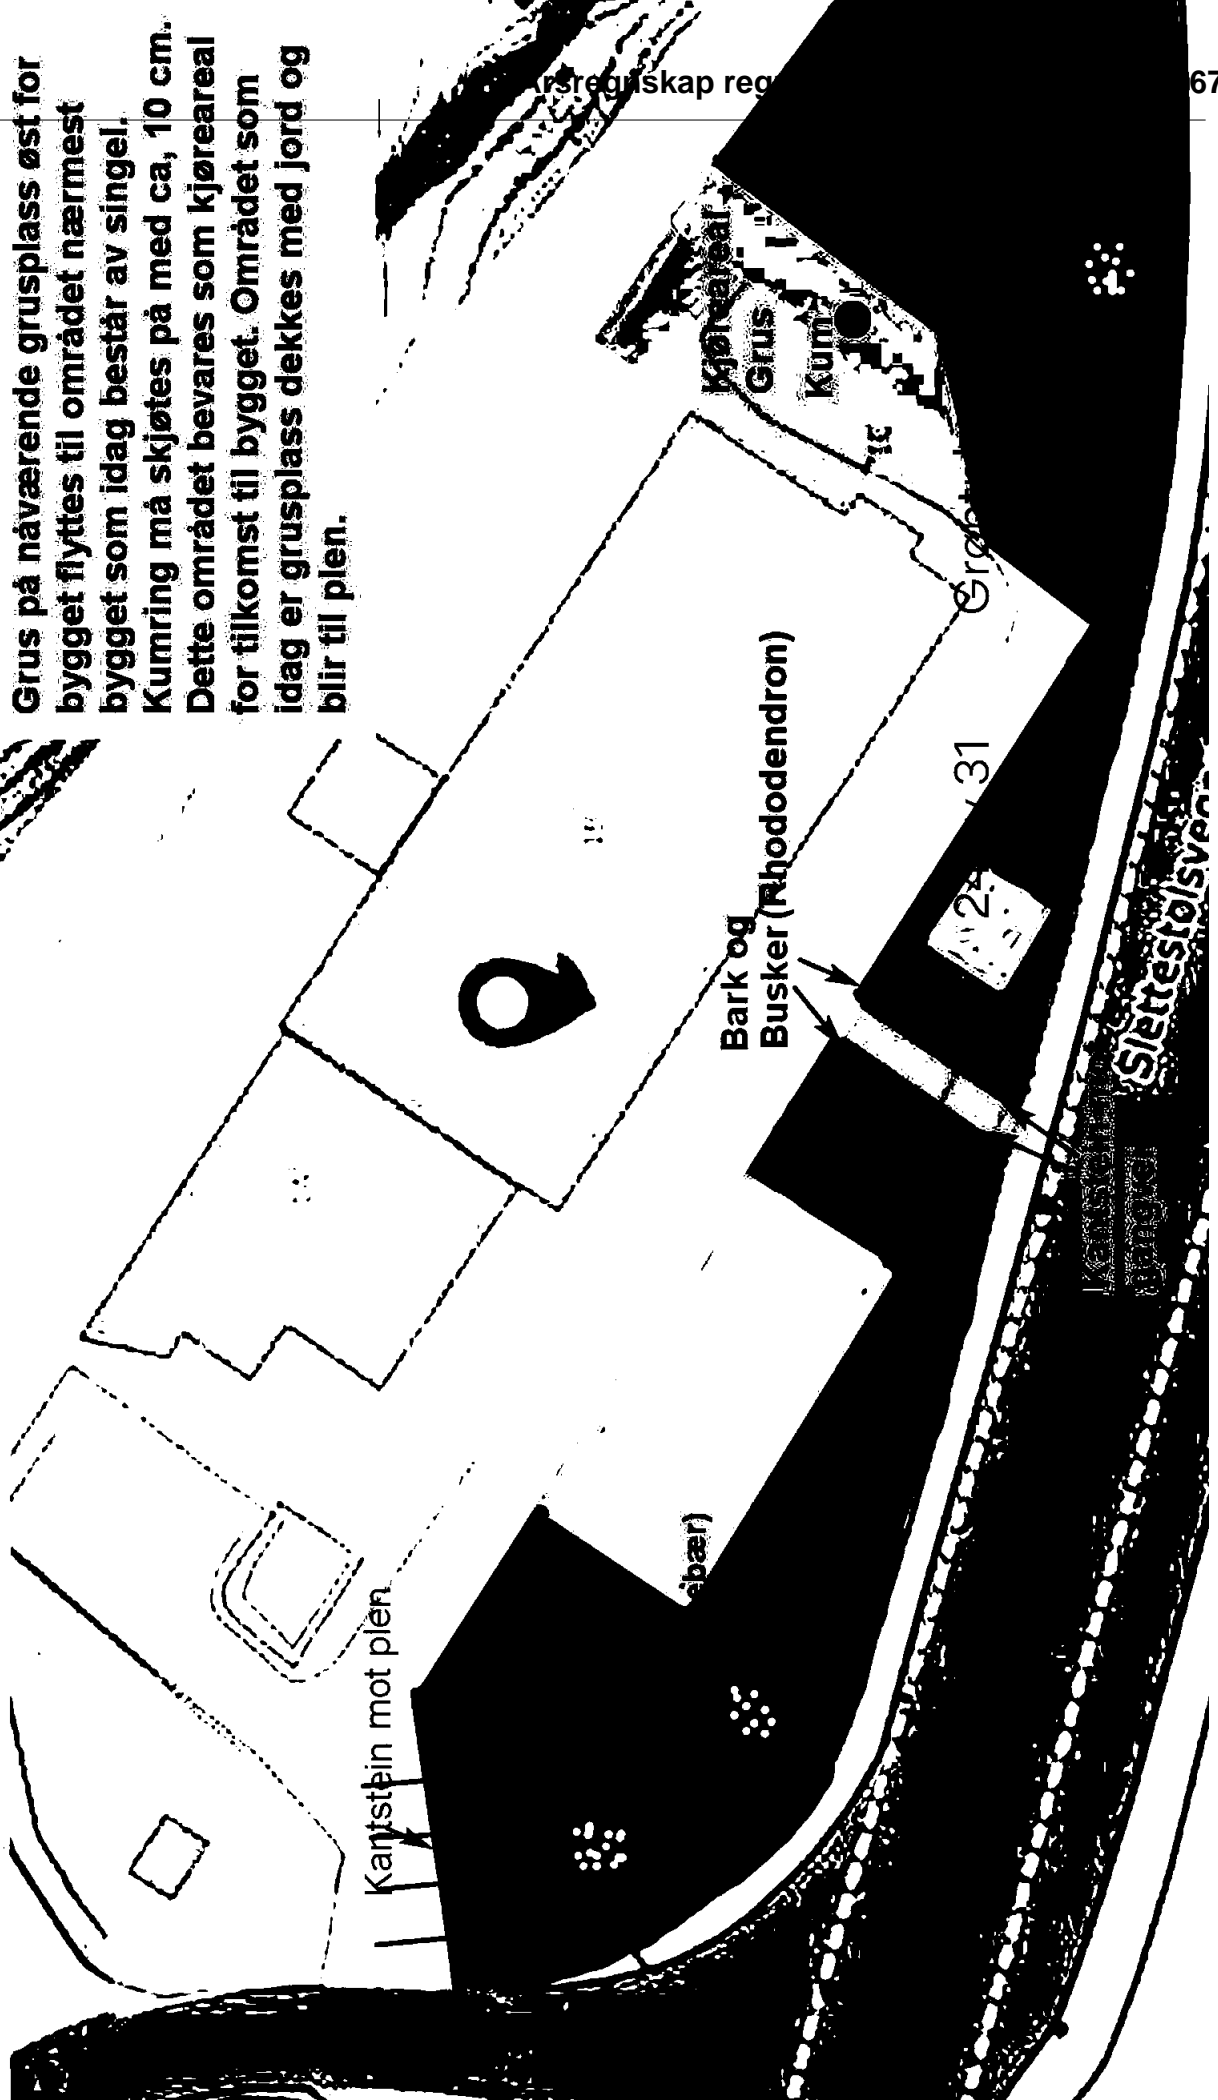 Årsregnskap
67
Grus på nåværende grusplass øst for
bygget flyttes til området nærmest
bygget som idag består av singel.
Kumring må skjøtes på med ca, 10 cm.
Dette området bevares som kjøreareal
for tilkomst til bygget. Området som
idag er grusplass dekkes med jord og
blir til plen.
Kjøreareal
Grus
Kum
31
Bark og
Busker (Rhododendron)
Kantstein mot plen